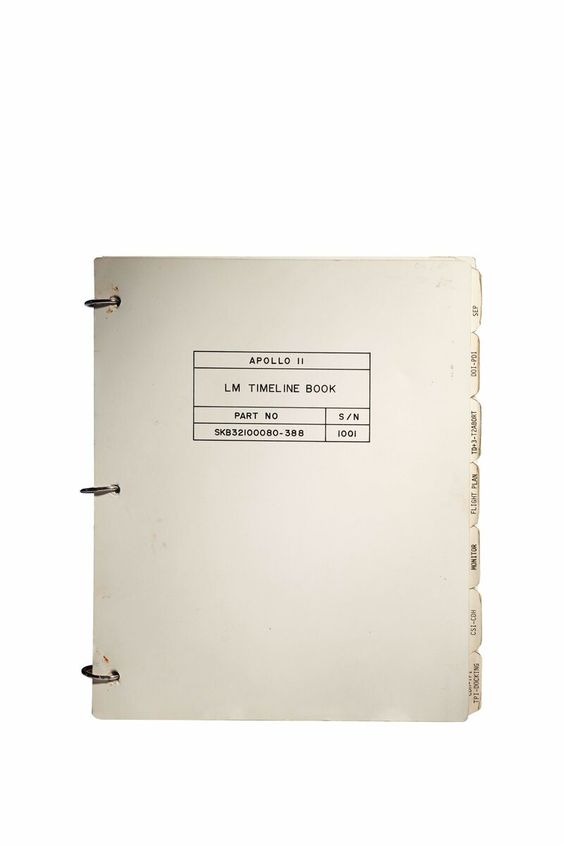 APOLLO 11
LM TIMELINE BOOK
PART NO S/N
SKB32100080-388 1001
SEP
DOI-PDI
TD+3-T2ABORT
FLIGHT PLAN
MONITOR
CSI-CDH
TPI-DOCKING